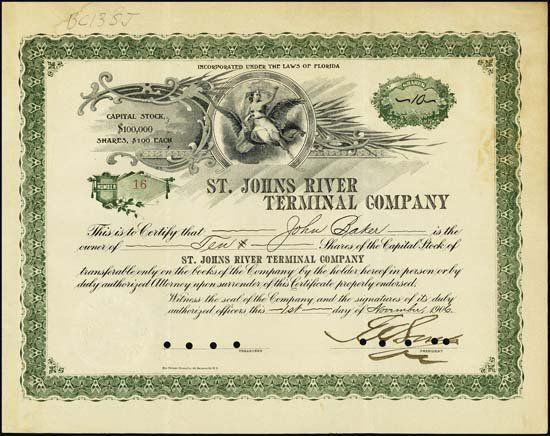 BC13SJ
INCORPORATED UNDER THE LAWS OF FLORIDA
CAPITAL STOCK,
$100,000
SHARES, $100 EACH
10
NUMBER
16
ST. JOHNS RIVER
TERMINAL COMPANY
This is to Certify that John Baker is the
owner of Ten Shares of the Capital Stock of
ST. JOHNS RIVER TERMINAL COMPANY
transferable only on the books of the Company by the holder hereof in person or by
duly authorized Attorney upon surrender of this Certificate properly endorsed.
Witness the seal of the Company and the signatures of its duly
authorized officers this 1st day of November, 1906.
TREASURER
PRESIDENT